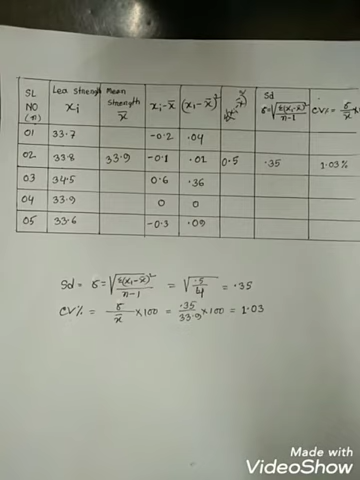 SL NO (n) Lea Strength xi Mean Strength x̄ xi-x̄ (xi-x̄)² Sd σ=√Σ(xi-x̄)²/n-1 CV%= σ/x̄ ×
01 33.7 -0.2 .04
02 33.8 33.9 -0.1 .01 0.5 .35 1.03%
03 34.5 0.6 .36
04 33.9 0 0
05 33.6 -0.3 .09
Sd = σ = √Σ(xi-x̄)²/n-1 = √.5/4 = .35
CV% = σ/x̄ ×100 = .35/33.9 ×100 = 1.03
Made with
VideoShow